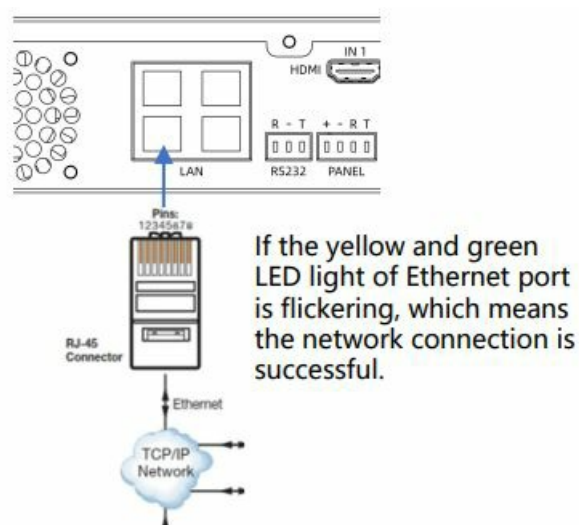 IN 1
HDMI
R - T
+ - R T
LAN
RS232
PANEL
Pins:
12345678
If the yellow and green
LED light of Ethernet port
is flickering, which means
the network connection is
successful.
RJ-45
Connector
Ethernet
TCP/IP
Network